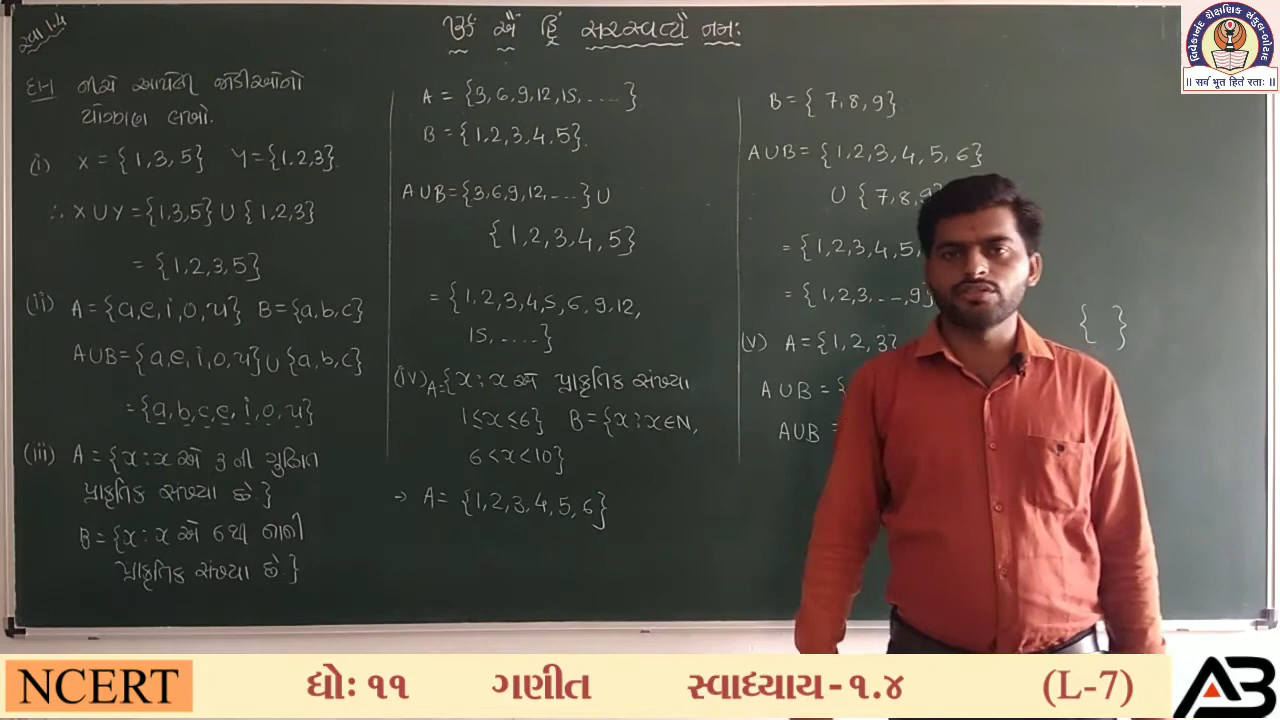 સ્વા 1.4
ૐ ઐં હ્રીં સરસ્વત્યૈ નમઃ
દા.1 નીચે આપેલી જોડીઓનો
યોગગણ લખો.
(i) X = {1,3,5} Y={1,2,3}.
∴ X∪Y={1,3,5}∪{1,2,3}
= {1,2,3,5}
(ii) A={a,e,i,o,u} B={a,b,c}
A∪B={a,e,i,o,u}∪{a,b,c}
={a,b,c,e,i,o,u}
(iii) A={x:x એ 3 ની ગુણિત
પ્રાકૃતિક સંખ્યા છે.}
B={x:x એ 6થી નાની
પ્રાકૃતિક સંખ્યા છે.}
A = {3,6,9,12,15,....}
B={1,2,3,4,5}.
A∪B={3,6,9,12,....}∪
{1,2,3,4,5}
={1,2,3,4,5,6,9,12,
15,.....}
(iv) A={x:x એ પ્રાકૃતિક સંખ્યા
1≤x≤6} B={x:x∈N,
6<x<10}
→ A={1,2,3,4,5,6}
B={7,8,9}.
A∪B={1,2,3,4,5,6}
∪{7,8,9}
={1,2,3,4,5,
={1,2,3,...,9}
(v) A={1,2,3}
{ }
A∪B={
A∪B=
વિવેકાનંદ શૈક્ષણિક સંકુલ-બોટાદ
॥ सर्व भूत हिते रताः ॥
NCERT ધોઃ ૧૧ ગણીત સ્વાધ્યાય-૧.૪ (L-7)
AB